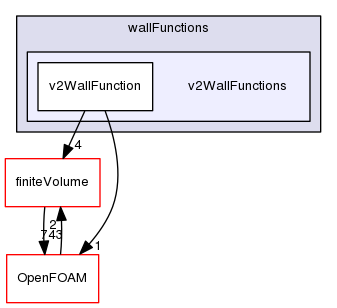 wallFunctions
v2WallFunction
v2WallFunctions
4
finiteVolume
2
743
1
OpenFOAM